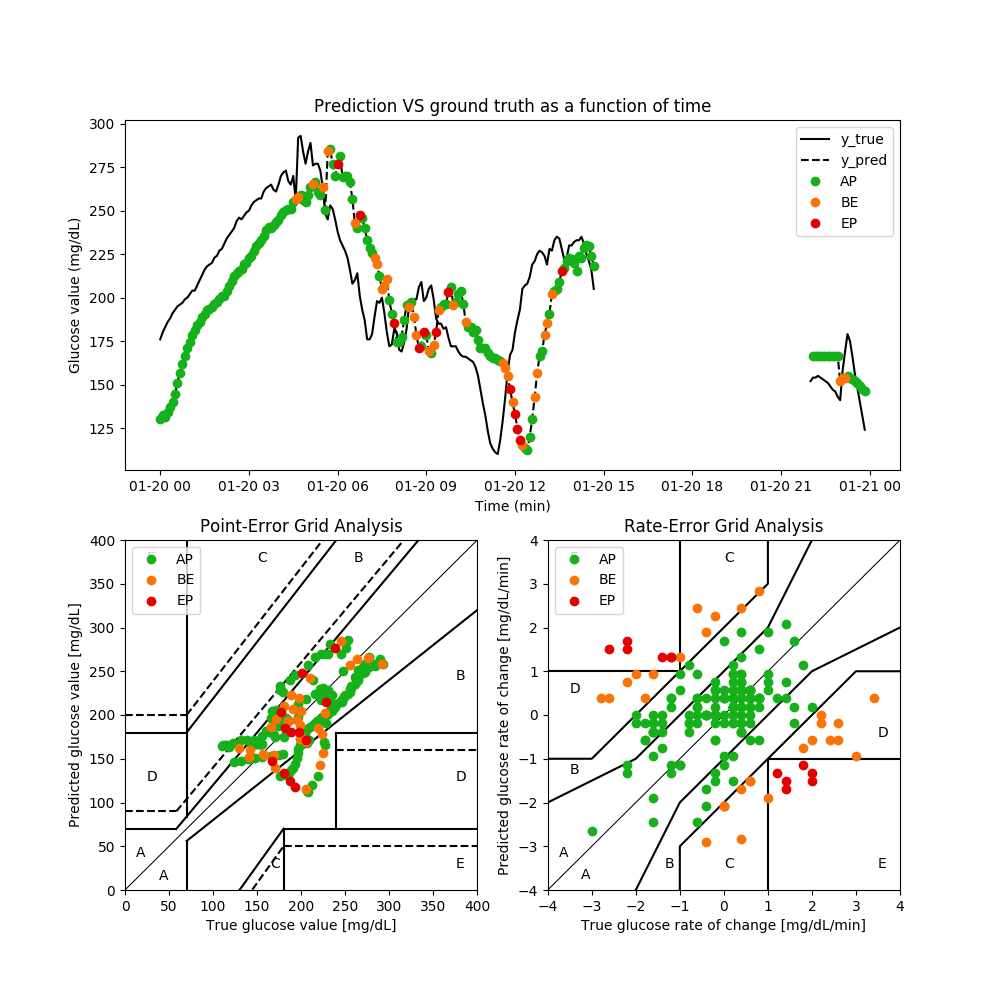 Prediction VS ground truth as a function of time
Glucose value (mg/dL)
300
275
250
225
200
175
150
125
y_true
y_pred
AP
BE
EP
01-20 00 01-20 03 01-20 06 01-20 09 01-20 12 01-20 15 01-20 18 01-20 21 01-21 00
Time (min)
Point-Error Grid Analysis
Predicted glucose value [mg/dL]
400
350
300
250
200
150
100
50
0
AP
BE
EP
C
B
B
D
D
A
A
C
E
0 50 100 150 200 250 300 350 400
True glucose value [mg/dL]
Rate-Error Grid Analysis
Predicted glucose rate of change [mg/dL/min]
4
3
2
1
0
−1
−2
−3
−4
AP
BE
EP
C
D
D
B
A
A
B
C
E
−4 −3 −2 −1 0 1 2 3 4
True glucose rate of change [mg/dL/min]